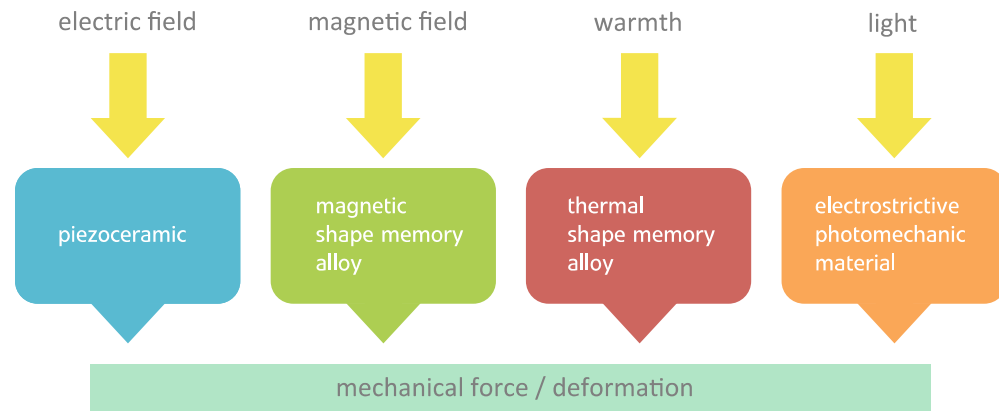 electric field
magnetic field
warmth
light
piezoceramic
magnetic
shape memory
alloy
thermal
shape memory
alloy
electrostrictive
photomechanic
material
mechanical force / deformation